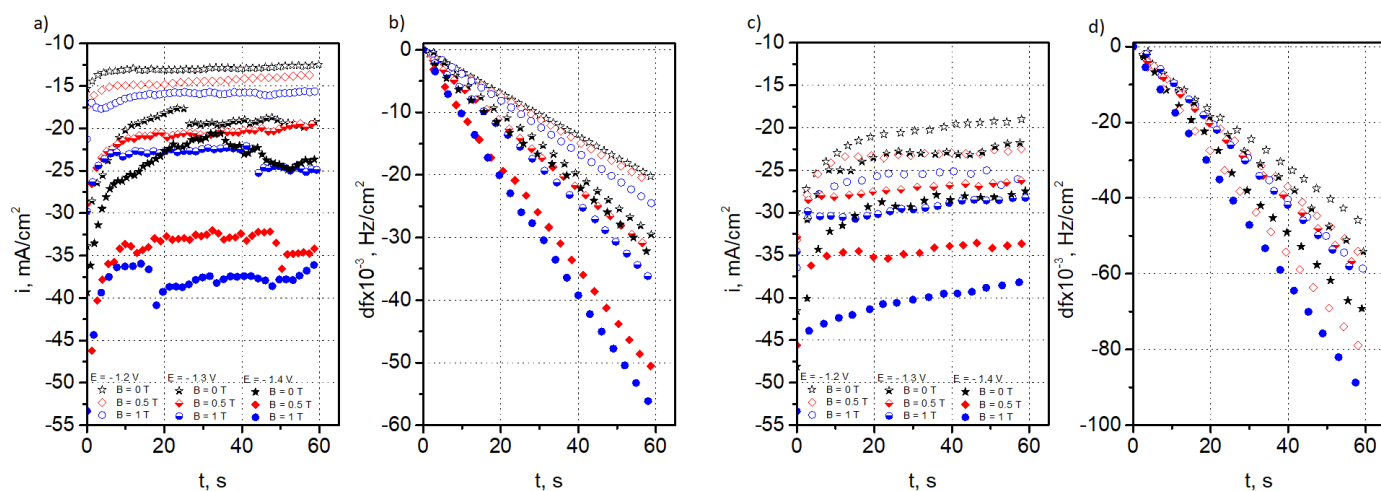 a)
-10
-15
-20
-25
-30
-35
-40
-45
-50
-55
i, mA/cm²
E = -1.2 V E = -1.3 V E = -1.4 V
B = 0 T B = 0 T B = 0 T
B = 0.5 T B = 0.5 T B = 0.5 T
B = 1 T B = 1 T B = 1 T
0 20 40 60
t, s
b)
0
-10
-20
-30
-40
-50
-60
dfx10⁻³, Hz/cm²
0 20 40 60
t, s
c)
-10
-15
-20
-25
-30
-35
-40
-45
-50
-55
i, mA/cm²
E = -1.2 V E = -1.3 V E = -1.4 V
B = 0 T B = 0 T B = 0 T
B = 0.5 T B = 0.5 T B = 0.5 T
B = 1 T B = 1 T B = 1 T
0 20 40 60
t, s
d)
0
-20
-40
-60
-80
-100
dfx10⁻³, Hz/cm²
0 20 40 60
t, s